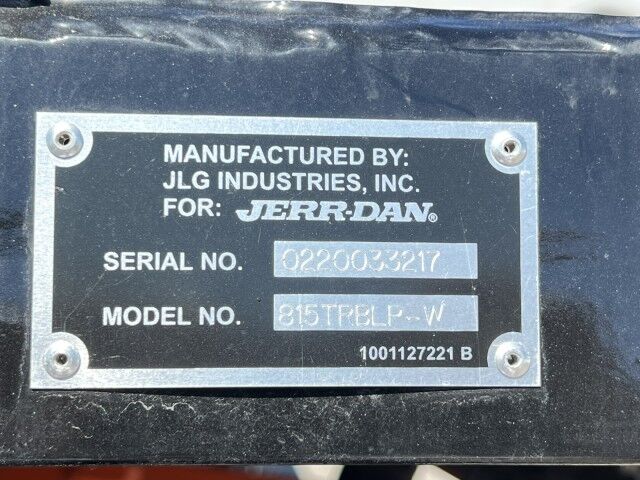 MANUFACTURED BY:
JLG INDUSTRIES, INC.
FOR: JERR-DAN®
SERIAL NO. 0220033217
MODEL NO. 815TRBLP-W
1001127221 B